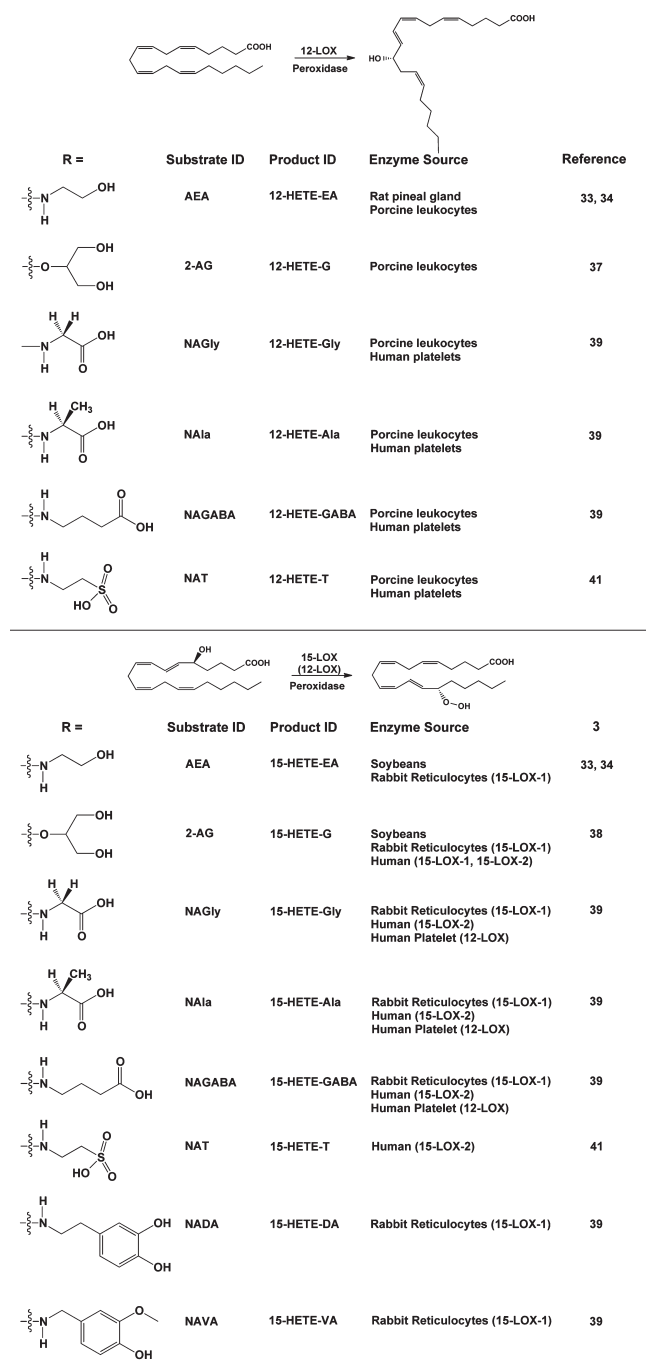 COOH
12-LOX
Peroxidase
COOH
HO
R = Substrate ID Product ID Enzyme Source Reference
N H OH AEA 12-HETE-EA Rat pineal gland 33, 34
Porcine leukocytes
O OH OH 2-AG 12-HETE-G Porcine leukocytes 37
H H N H OH O NAGly 12-HETE-Gly Porcine leukocytes 39
Human platelets
H CH3 N H OH O NAla 12-HETE-Ala Porcine leukocytes 39
Human platelets
H N O OH NAGABA 12-HETE-GABA Porcine leukocytes 39
Human platelets
H N O S HO O NAT 12-HETE-T Porcine leukocytes 41
Human platelets
OH
COOH
15-LOX
(12-LOX)
Peroxidase
COOH
O-OH
R = Substrate ID Product ID Enzyme Source 3
N H OH AEA 15-HETE-EA Soybeans 33, 34
Rabbit Reticulocytes (15-LOX-1)
O OH OH 2-AG 15-HETE-G Soybeans 38
Rabbit Reticulocytes (15-LOX-1)
Human (15-LOX-1, 15-LOX-2)
H H N H OH O NAGly 15-HETE-Gly Rabbit Reticulocytes (15-LOX-1) 39
Human (15-LOX-2)
Human Platelet (12-LOX)
H CH3 N H OH O NAla 15-HETE-Ala Rabbit Reticulocytes (15-LOX-1) 39
Human (15-LOX-2)
Human Platelet (12-LOX)
H N O OH NAGABA 15-HETE-GABA Rabbit Reticulocytes (15-LOX-1) 39
Human (15-LOX-2)
Human Platelet (12-LOX)
H N O S HO O NAT 15-HETE-T Human (15-LOX-2) 41
H N OH OH NADA 15-HETE-DA Rabbit Reticulocytes (15-LOX-1) 39
N H O OH NAVA 15-HETE-VA Rabbit Reticulocytes (15-LOX-1) 39